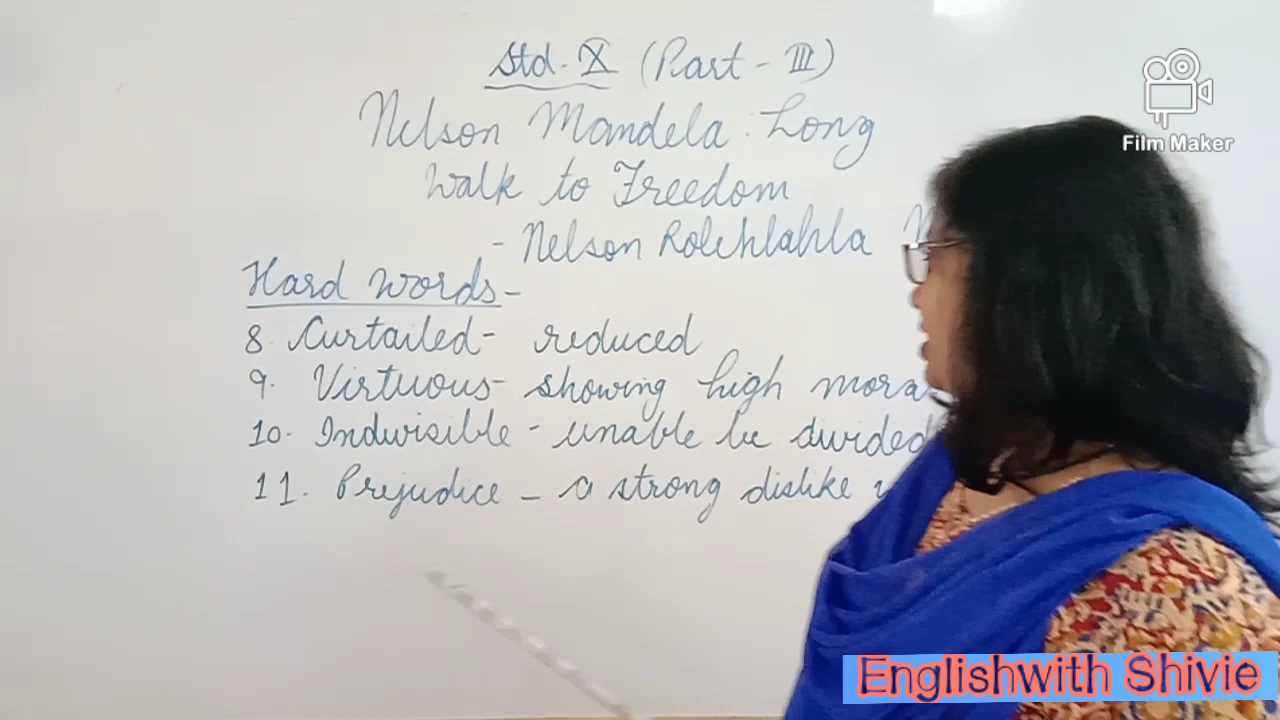 Std. X (Part - III)
Nelson Mandela: Long
Walk to Freedom
- Nelson Rolihlahla
Hard Words -
8. Curtailed - reduced
9. Virtuous - showing high mora
10. Indivisible - unable be divided
11. Prejudice - a strong dislike
Film Maker
Englishwith Shivie